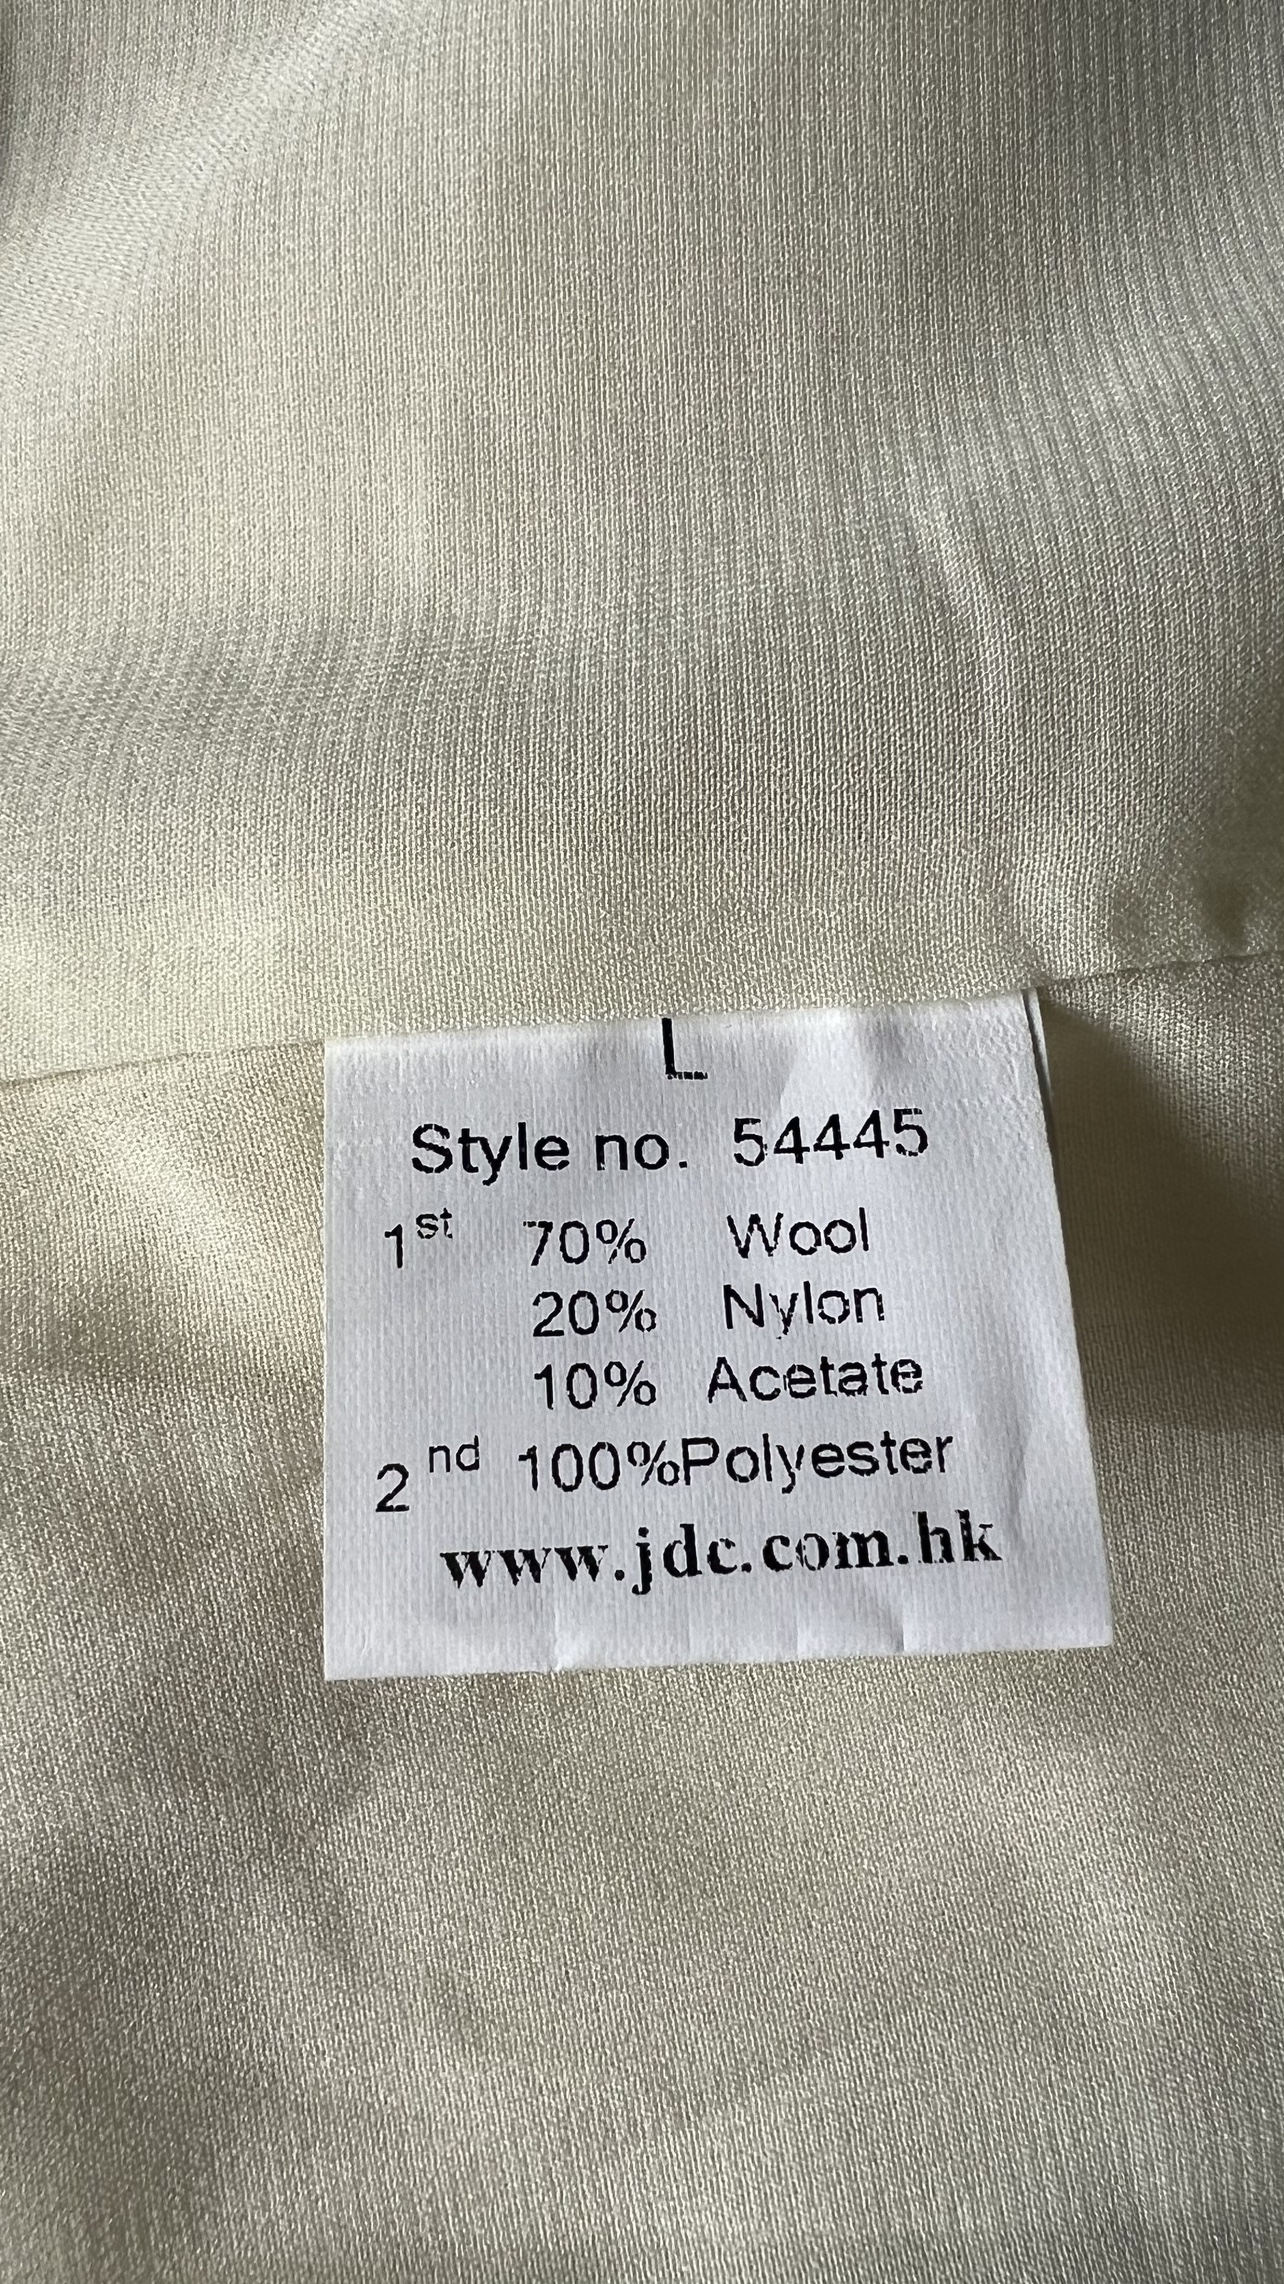 L
Style no. 54445
1st 70% Wool
20% Nylon
10% Acetate
2nd 100%Polyester
www.jdc.com.hk